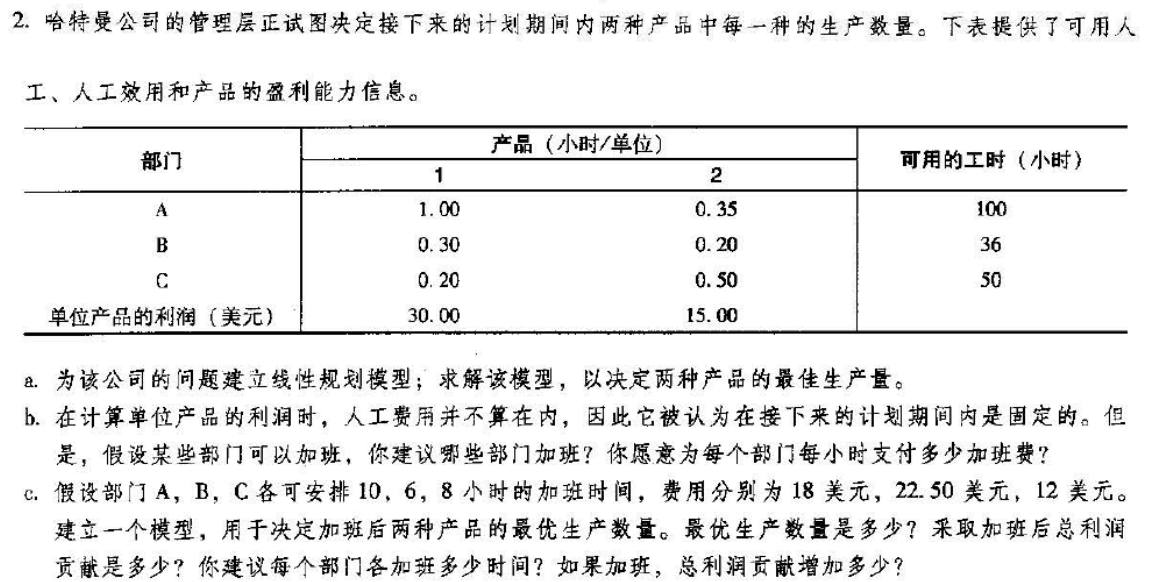 2. 哈特曼公司的管理层正试图决定接下来的计划期间内两种产品中每一种的生产数量。下表提供了可用人
工、人工效用和产品的盈利能力信息。
部门 产品（小时/单位） 可用的工时（小时）
1 2
A 1.00 0.35 100
B 0.30 0.20 36
C 0.20 0.50 50
单位产品的利润（美元） 30.00 15.00
a. 为该公司的问题建立线性规划模型；求解该模型，以决定两种产品的最佳生产量。
b. 在计算单位产品的利润时，人工费用并不算在内，因此它被认为在接下来的计划期间内是固定的。但
是，假设某些部门可以加班，你建议哪些部门加班？你愿意为每个部门每小时支付多少加班费？
c. 假设部门 A，B，C 各可安排 10，6，8 小时的加班时间，费用分别为 18 美元，22.50 美元，12 美元。
建立一个模型，用于决定加班后两种产品的最优生产数量。最优生产数量是多少？采取加班后总利润
贡献是多少？你建议每个部门各加班多少时间？如果加班，总利润贡献增加多少？